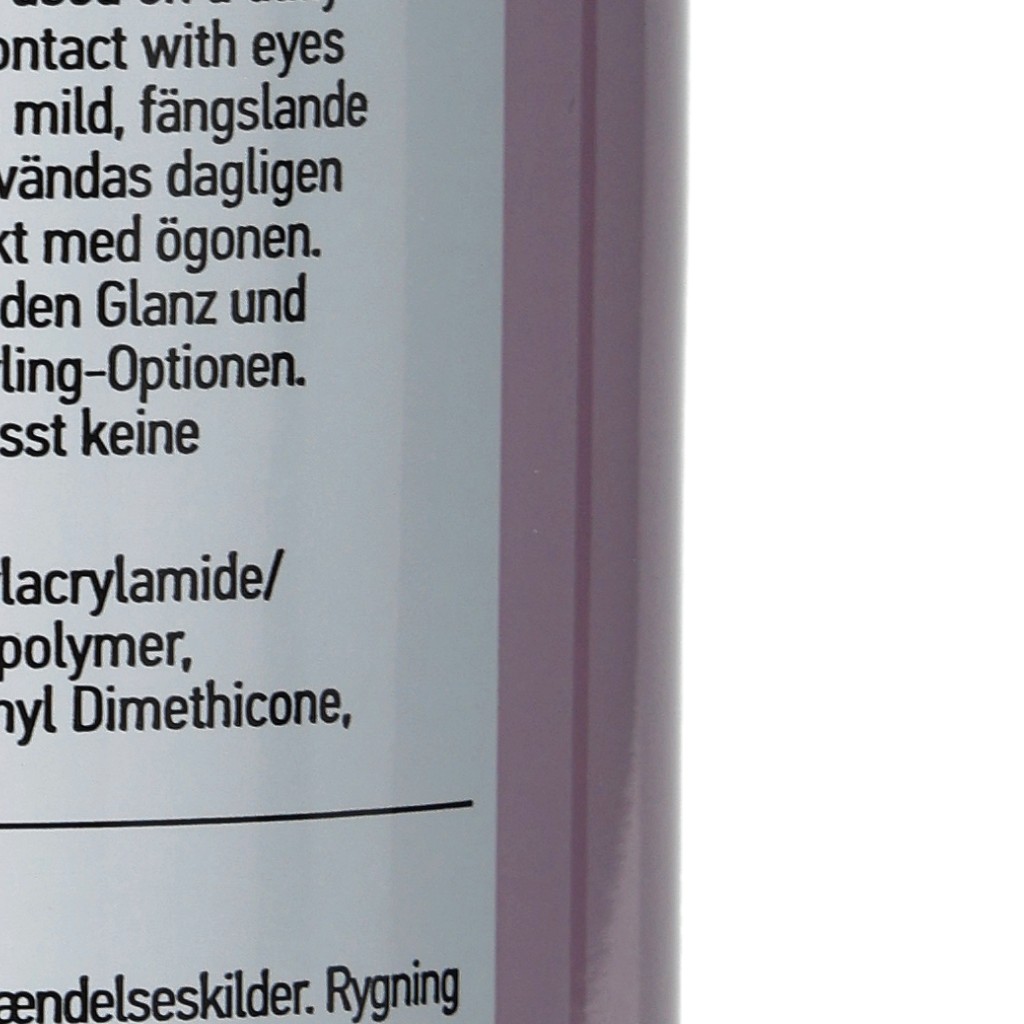 contact with eyes
mild, fängslande
vändas dagligen
kt med ögonen.
den Glanz und
ling-Optionen.
sst keine
lacrylamide/
polymer,
nyl Dimethicone,
ændelseskilder. Rygning